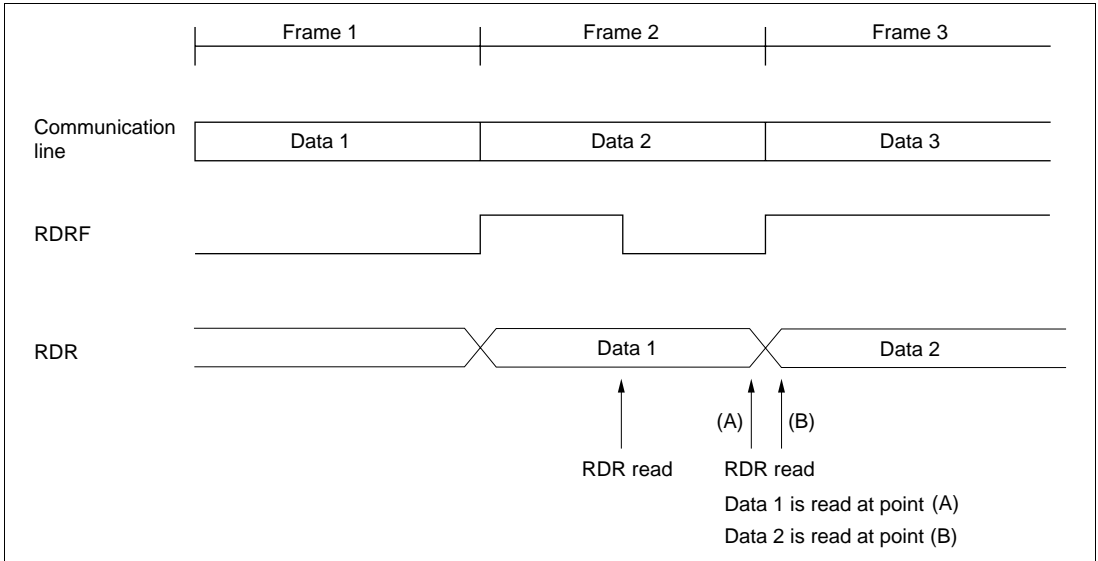 Frame 1 Frame 2 Frame 3
Communication
line
Data 1 Data 2 Data 3
RDRF
RDR
Data 1 Data 2
(A) (B)
RDR read RDR read
Data 1 is read at point (A)
Data 2 is read at point (B)